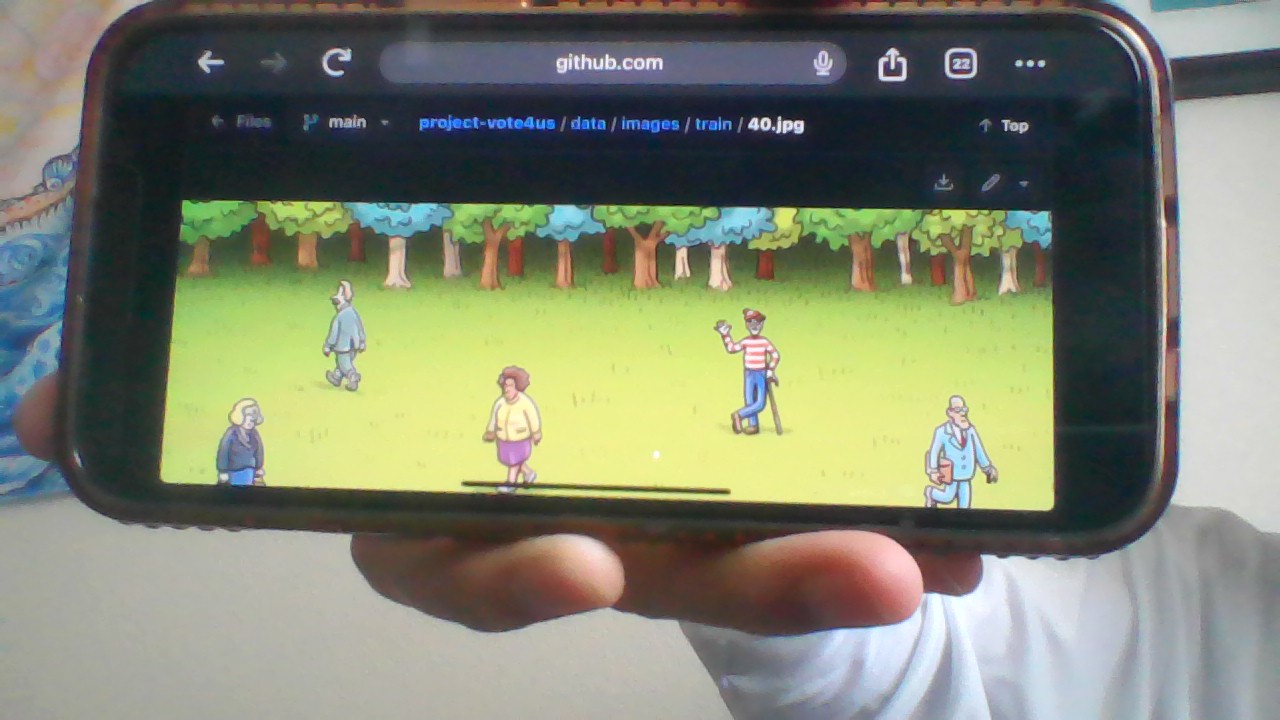 github.com
22
Files main project-vote4us / data / images / train / 40.jpg Top